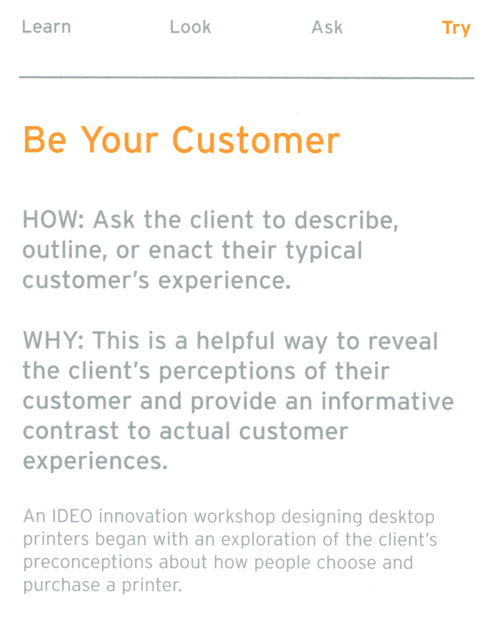 Learn Look Ask Try
Be Your Customer
HOW: Ask the client to describe,
outline, or enact their typical
customer's experience.
WHY: This is a helpful way to reveal
the client's perceptions of their
customer and provide an informative
contrast to actual customer
experiences.
An IDEO innovation workshop designing desktop
printers began with an exploration of the client's
preconceptions about how people choose and
purchase a printer.